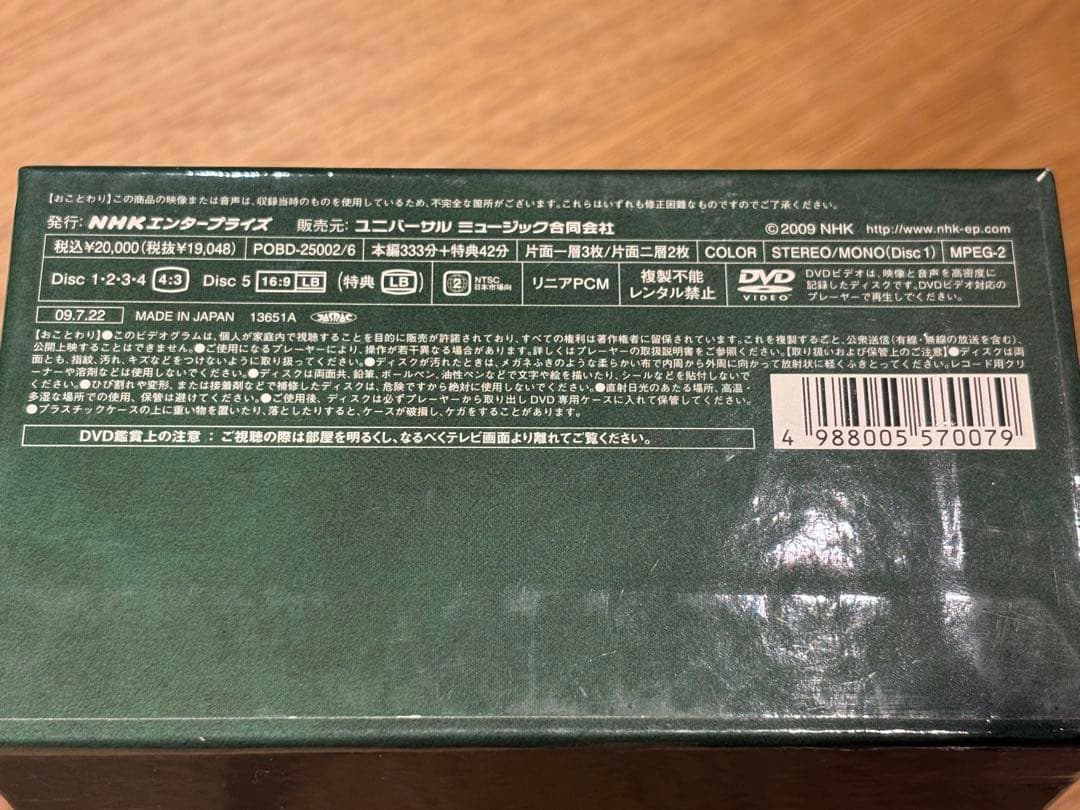 【おことわり】この商品の映像または音声は、収録当時のものを使用しているため、不完全な箇所がございます。これらはいずれも修正困難なものですのでご了承ください。
発行：NHKエンタープライズ 販売元：ユニバーサル ミュージック合同会社 ©2009 NHK http://www.nhk-ep.com
税込¥20,000(税抜¥19,048) POBD-25002/6 本編333分+特典42分 片面一層3枚/片面二層2枚 COLOR STEREO/MONO(Disc 1) MPEG-2
Disc 1・2・3・4 4:3 Disc 5 16:9 LB (特典 LB) 2 NTSC 日本市場向 リニアPCM 複製不能 レンタル禁止 DVD VIDEO DVDビデオは、映像と音声を高密度に
記録したディスクです。DVDビデオ対応の
プレーヤーで再生してください。
09.7.22 MADE IN JAPAN 13651A JASRAC
【おことわり】●このビデオグラムは、個人が家庭内で視聴することを目的に販売が許諾されており、すべての権利は著作権者に留保されています。これを複製すること、公衆送信(有線・無線の放送を含む)、
公開上映することはできません。●ご使用になるプレーヤーにより、操作が若干異なる場合があります。詳しくはプレーヤーの取扱説明書をご参照ください。【取り扱いおよび保管上のご注意】●ディスクは両
面とも、指紋、汚れ、キズなどをつけないように取り扱ってください。●ディスクが汚れたときは、メガネふきのような柔らかい布で内周から外周に向かって放射状に軽くふきとってください。レコード用クリ
ーナーや溶剤などは使用しないでください。●ディスクは両面共、鉛筆、ボールペン、油性ペンなどで文字や絵を描いたり、シールなどを貼付しないで
ください。●ひび割れや変形、または接着剤などで補修したディスクは、危険ですから絶対に使用しないでください。●直射日光のあたる場所、高温・
多湿な場所での使用、保管は避けてください。●ご使用後、ディスクは必ずプレーヤーから取り出しDVD専用ケースに入れて保管してください。
●プラスチックケースの上に重い物を置いたり、落としたりすると、ケースが破損し、ケガをすることがあります。
DVD鑑賞上の注意：ご視聴の際は部屋を明るくし、なるべくテレビ画面より離れてご覧ください。
4 988005 570079